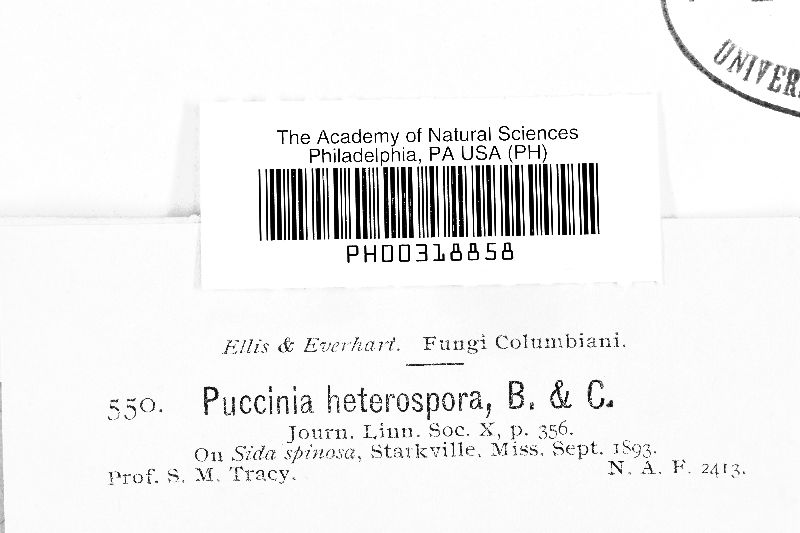 The Academy of Natural Sciences
Philadelphia, PA USA (PH)
PH00318858
Ellis & Everhart. Fungi Columbiani.
550. Puccinia heterospora, B. & C.
Journ. Linn. Soc. X, p. 356.
On Sida spinosa, Starkville, Miss. Sept. 1893.
Prof. S. M. Tracy. N. A. F. 2413.